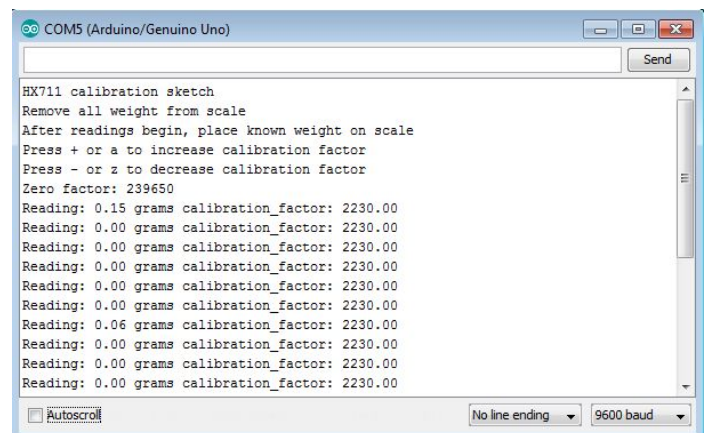 COM5 (Arduino/Genuino Uno)
Send
HX711 calibration sketch
Remove all weight from scale
After readings begin, place known weight on scale
Press + or a to increase calibration factor
Press - or z to decrease calibration factor
Zero factor: 239650
Reading: 0.15 grams calibration_factor: 2230.00
Reading: 0.00 grams calibration_factor: 2230.00
Reading: 0.00 grams calibration_factor: 2230.00
Reading: 0.00 grams calibration_factor: 2230.00
Reading: 0.00 grams calibration_factor: 2230.00
Reading: 0.00 grams calibration_factor: 2230.00
Reading: 0.06 grams calibration_factor: 2230.00
Reading: 0.00 grams calibration_factor: 2230.00
Reading: 0.00 grams calibration_factor: 2230.00
Reading: 0.00 grams calibration_factor: 2230.00
Autoscroll No line ending 9600 baud